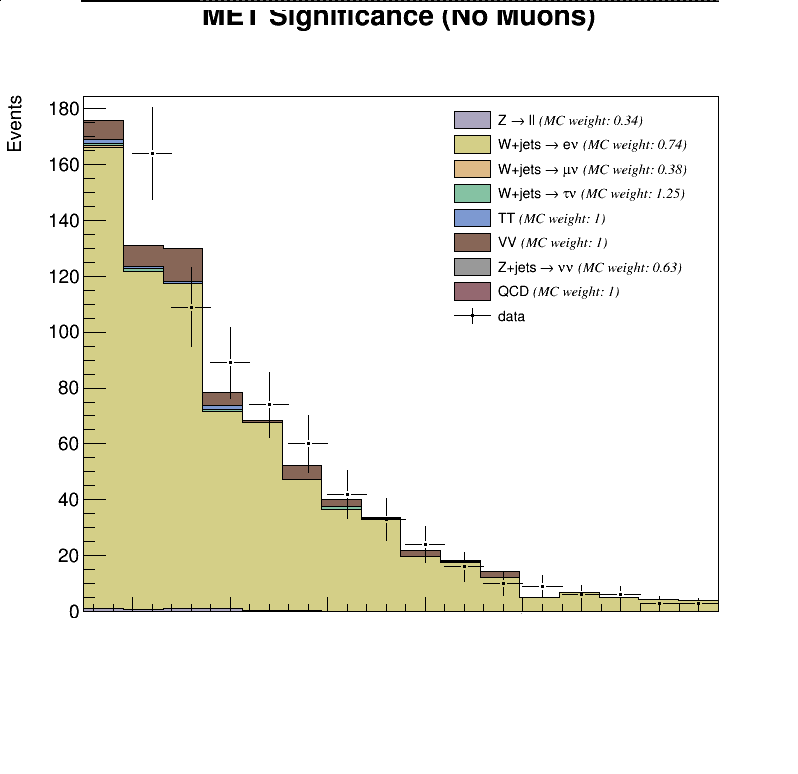 MET Significance (No Muons)
Events
180
160
140
120
100
80
60
40
20
0
Z → ll (MC weight: 0.34)
W+jets → eν (MC weight: 0.74)
W+jets → μν (MC weight: 0.38)
W+jets → τν (MC weight: 1.25)
TT (MC weight: 1)
VV (MC weight: 1)
Z+jets → νν (MC weight: 0.63)
QCD (MC weight: 1)
data